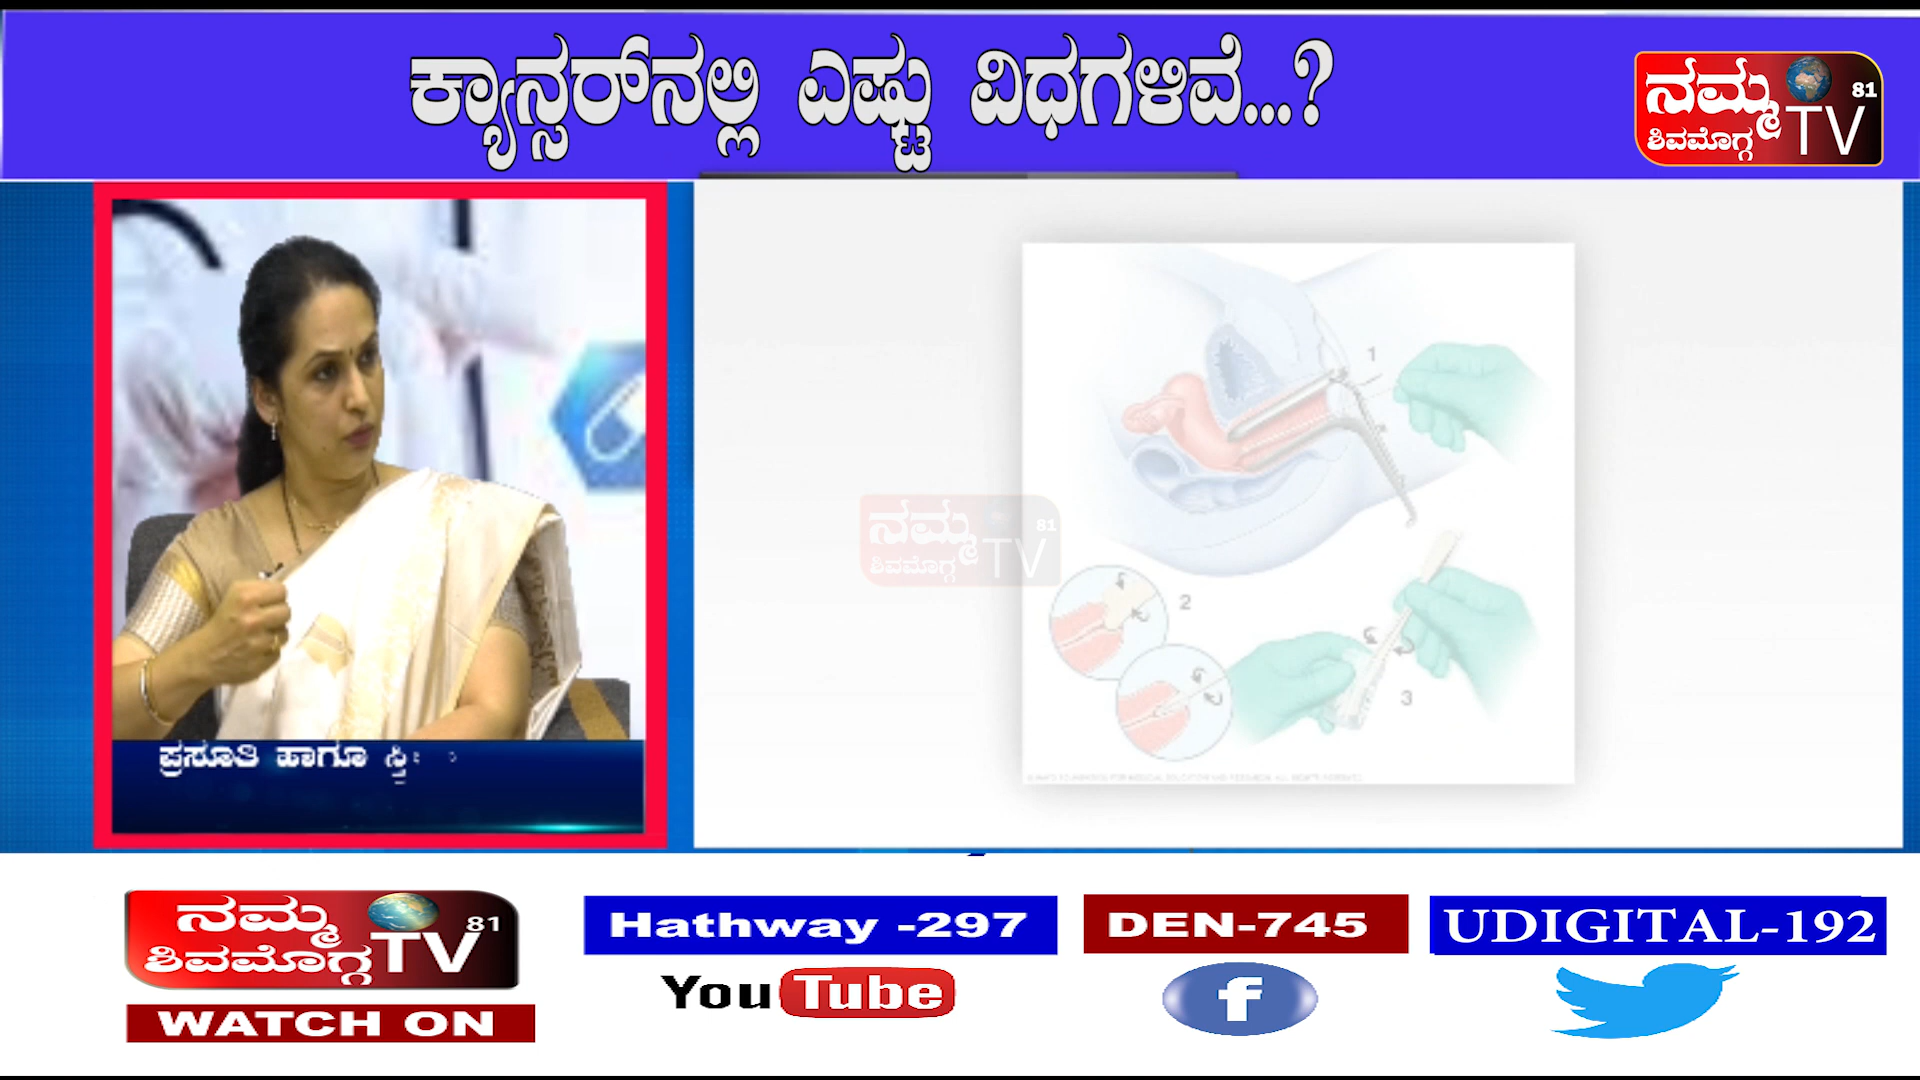 ಕ್ಯಾನ್ಸರ್‌ನಲ್ಲಿ ಎಷ್ಟು ವಿಧಗಳಿವೆ...?
ನಮ್ಮ
ಶಿವಮೊಗ್ಗ
TV
81
1
2
3
ನಮ್ಮ
ಶಿವಮೊಗ್ಗ
TV
81
ಪ್ರಸೂತಿ ಹಾಗೂ
ನಮ್ಮ
ಶಿವಮೊಗ್ಗ
TV
81
WATCH ON
Hathway -297
DEN-745
UDIGITAL-192
YouTube
f